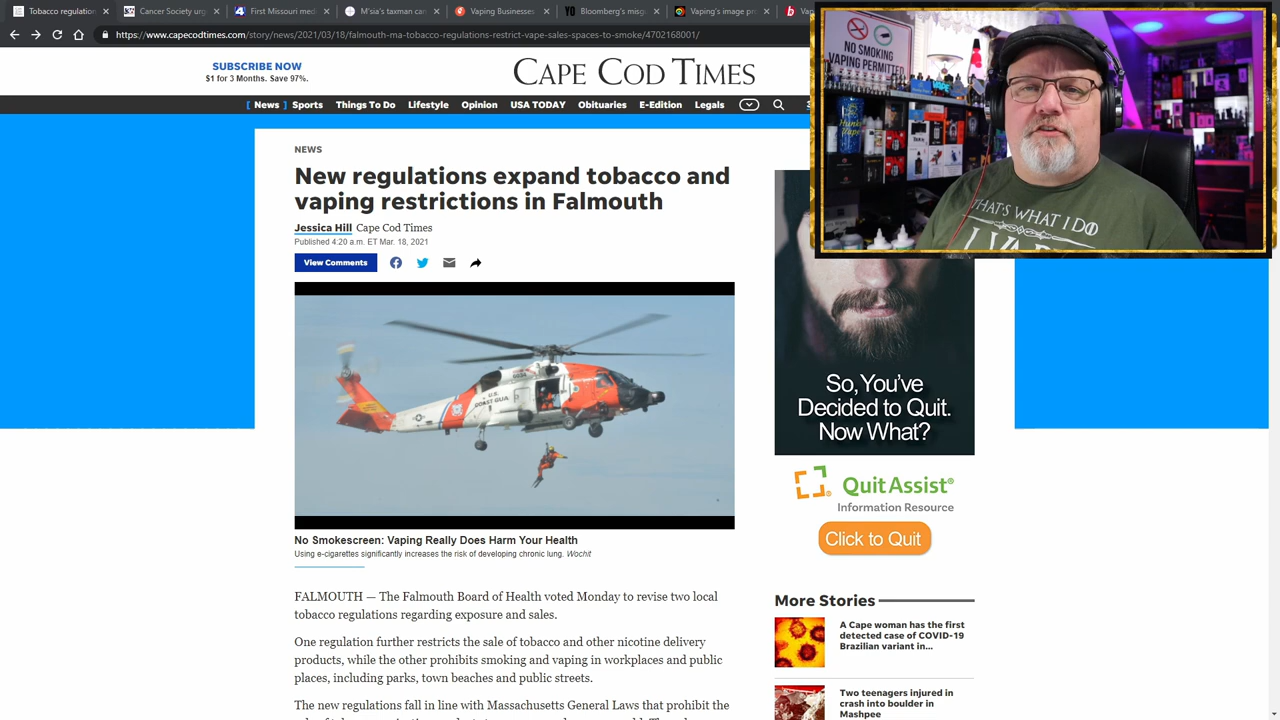 Tobacco regulation
Cancer Society urg
First Missouri med
M'sia's taxman can
Vaping Businesses
Bloomberg's misg
Vaping's image pr
Vap
https://www.capecodtimes.com/story/news/2021/03/18/falmouth-ma-tobacco-regulations-restrict-vape-sales-spaces-to-smoke/4702168001/
SUBSCRIBE NOW
$1 for 3 Months. Save 97%.
CAPE COD TIMES
[ News ] Sports Things To Do Lifestyle Opinion USA TODAY Obituaries E-Edition Legals
NEWS
New regulations expand tobacco and
vaping restrictions in Falmouth
Jessica Hill Cape Cod Times
Published 4:20 a.m. ET Mar. 18, 2021
View Comments
U.S.
COAST GUA
No Smokescreen: Vaping Really Does Harm Your Health
Using e-cigarettes significantly increases the risk of developing chronic lung. Wochit
FALMOUTH — The Falmouth Board of Health voted Monday to revise two local
tobacco regulations regarding exposure and sales.
One regulation further restricts the sale of tobacco and other nicotine delivery
products, while the other prohibits smoking and vaping in workplaces and public
places, including parks, town beaches and public streets.
The new regulations fall in line with Massachusetts General Laws that prohibit the
NO SMOKING
VAPING PERMITTED
VAPE
THAT'S WHAT I DO
I VAPE
So, You've
Decided to Quit.
Now What?
QuitAssist®
Information Resource
Click to Quit
More Stories
A Cape woman has the first
detected case of COVID-19
Brazilian variant in...
Two teenagers injured in
crash into boulder in
Mashpee